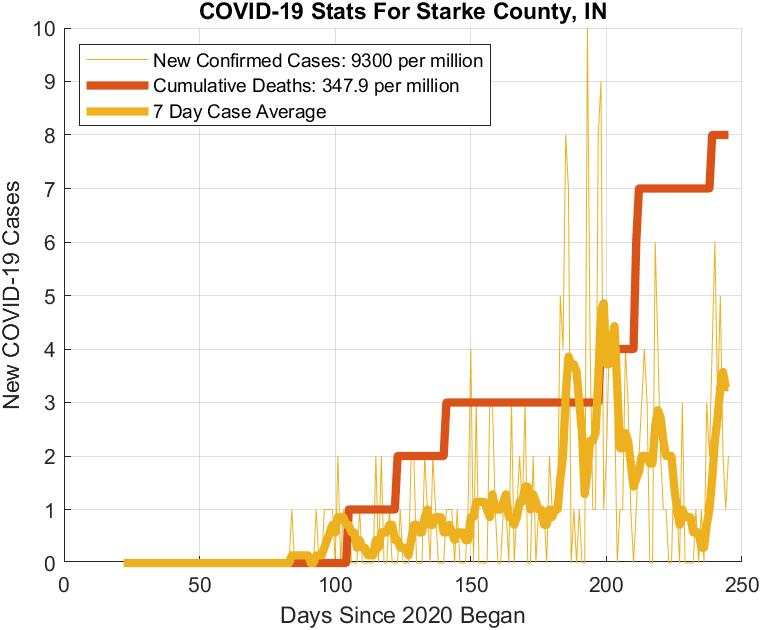 COVID-19 Stats For Starke County, IN
10
9
8
7
6
5
4
3
2
1
0
New COVID-19 Cases
New Confirmed Cases: 9300 per million
Cumulative Deaths: 347.9 per million
7 Day Case Average
0 50 100 150 200 250
Days Since 2020 Began